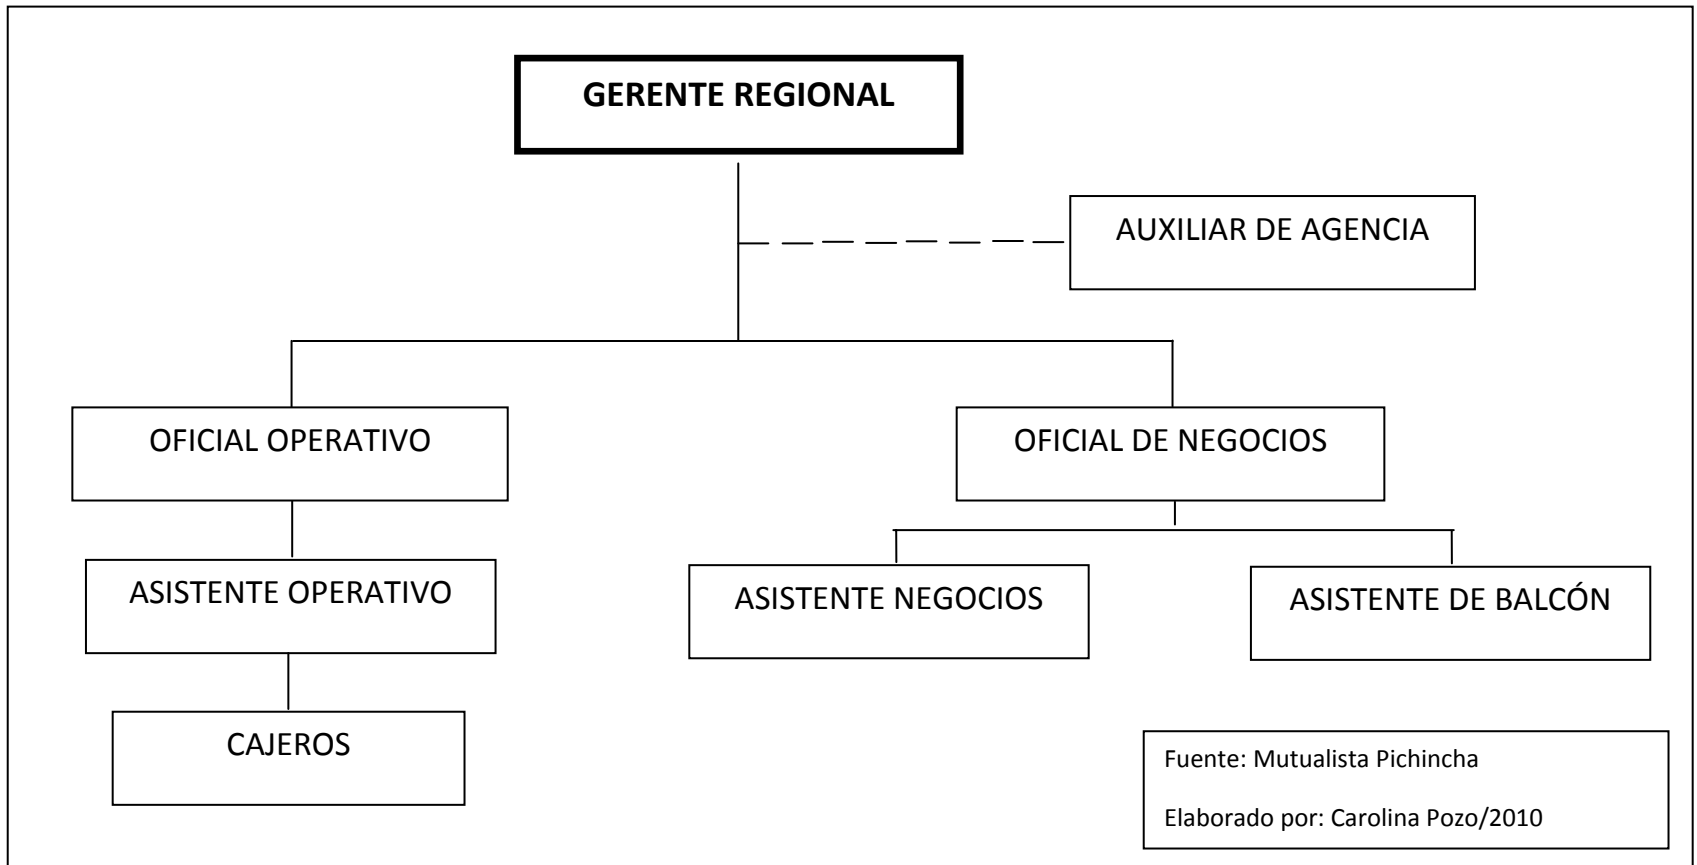 GERENTE REGIONAL
AUXILIAR DE AGENCIA
OFICIAL OPERATIVO
OFICIAL DE NEGOCIOS
ASISTENTE OPERATIVO
ASISTENTE NEGOCIOS
ASISTENTE DE BALCÓN
CAJEROS
Fuente: Mutualista Pichincha
Elaborado por: Carolina Pozo/2010